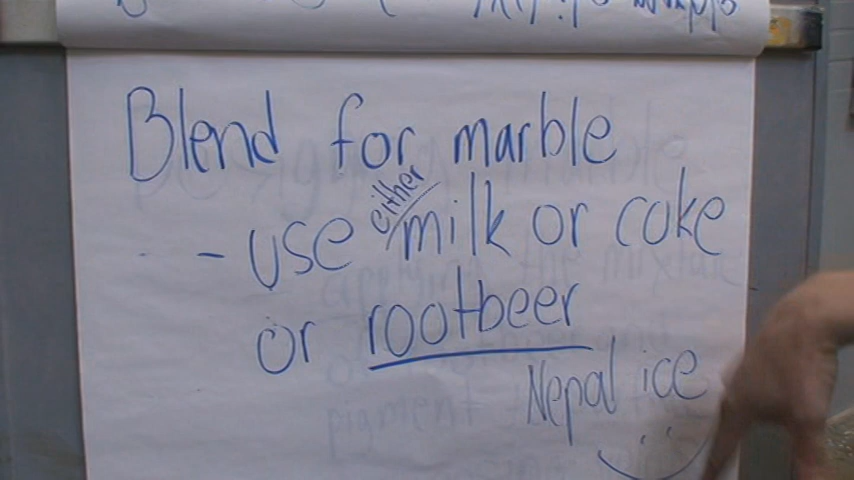 Blend for marble
- use either milk or coke
or rootbeer
Nepal ice